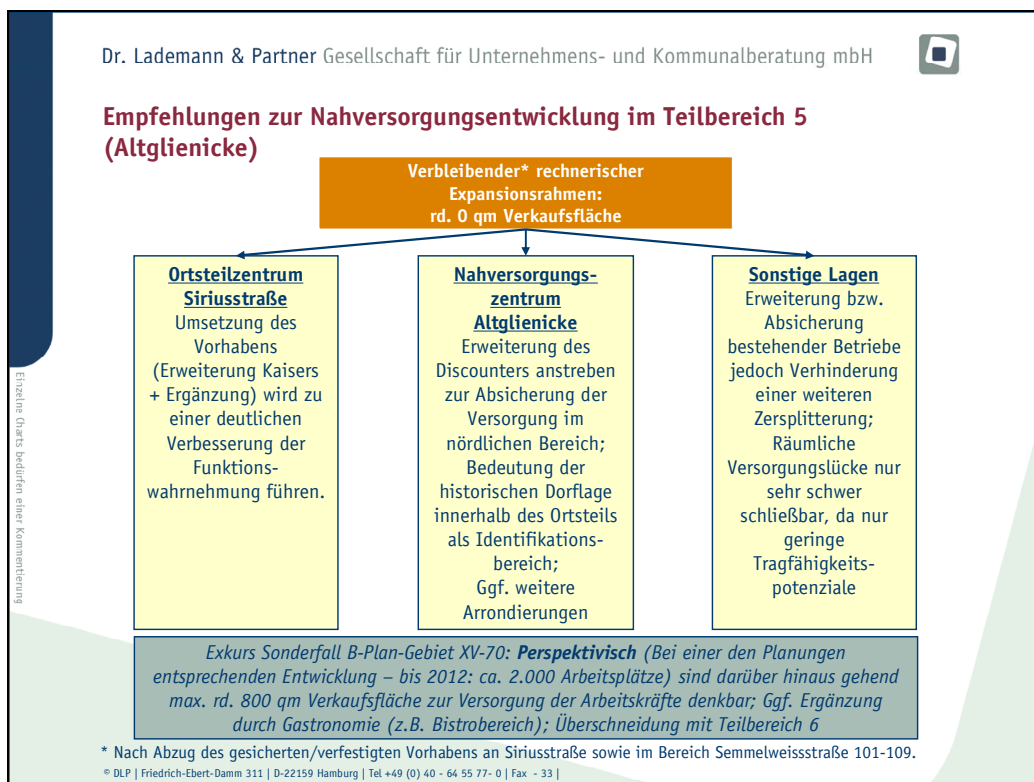 Dr. Lademann & Partner Gesellschaft für Unternehmens- und Kommunalberatung mbH
Empfehlungen zur Nahversorgungsentwicklung im Teilbereich 5
(Altglienicke)
Verbleibender* rechnerischer
Expansionsrahmen:
rd. 0 qm Verkaufsfläche
Ortsteilzentrum
Siriusstraße
Umsetzung des
Vorhabens
(Erweiterung Kaisers
+ Ergänzung) wird zu
einer deutlichen
Verbesserung der
Funktions-
wahrnehmung führen.
Nahversorgungs-
zentrum
Altglienicke
Erweiterung des
Discounters anstreben
zur Absicherung der
Versorgung im
nördlichen Bereich;
Bedeutung der
historischen Dorflage
innerhalb des Ortsteils
als Identifikations-
bereich;
Ggf. weitere
Arrondierungen
Sonstige Lagen
Erweiterung bzw.
Absicherung
bestehender Betriebe
jedoch Verhinderung
einer weiteren
Zersplitterung;
Räumliche
Versorgungslücke nur
sehr schwer
schließbar, da nur
geringe
Tragfähigkeits-
potenziale
Exkurs Sonderfall B-Plan-Gebiet XV-70: Perspektivisch (Bei einer den Planungen
entsprechenden Entwicklung – bis 2012: ca. 2.000 Arbeitsplätze) sind darüber hinaus gehend
max. rd. 800 qm Verkaufsfläche zur Versorgung der Arbeitskräfte denkbar; Ggf. Ergänzung
durch Gastronomie (z.B. Bistrobereich); Überschneidung mit Teilbereich 6
* Nach Abzug des gesicherten/verfestigten Vorhabens an Siriusstraße sowie im Bereich Semmelweissstraße 101-109.
© DLP | Friedrich-Ebert-Damm 311 | D-22159 Hamburg | Tel +49 (0) 40 - 64 55 77- 0 | Fax - 33 |
Einzelne Charts bedürfen einer Kommentierung